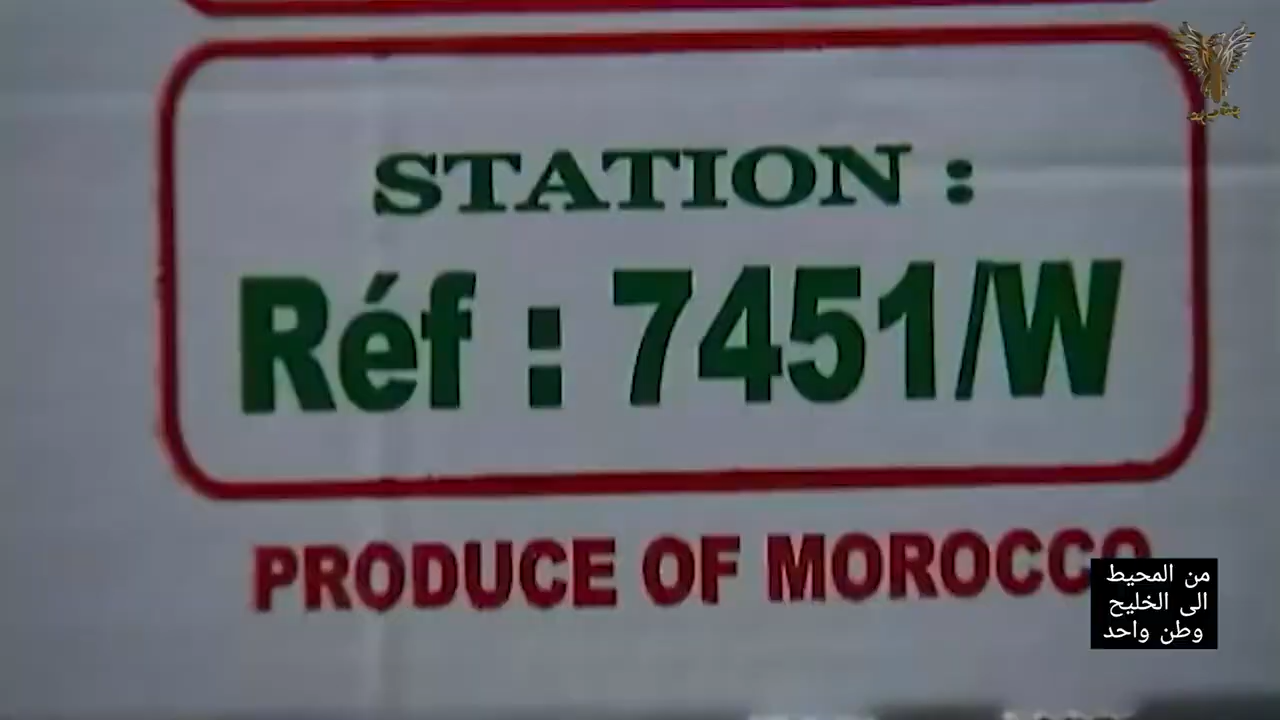 STATION :
Réf : 7451/W
PRODUCE OF MOROCCO
من المحيط
الى الخليج
وطن واحد